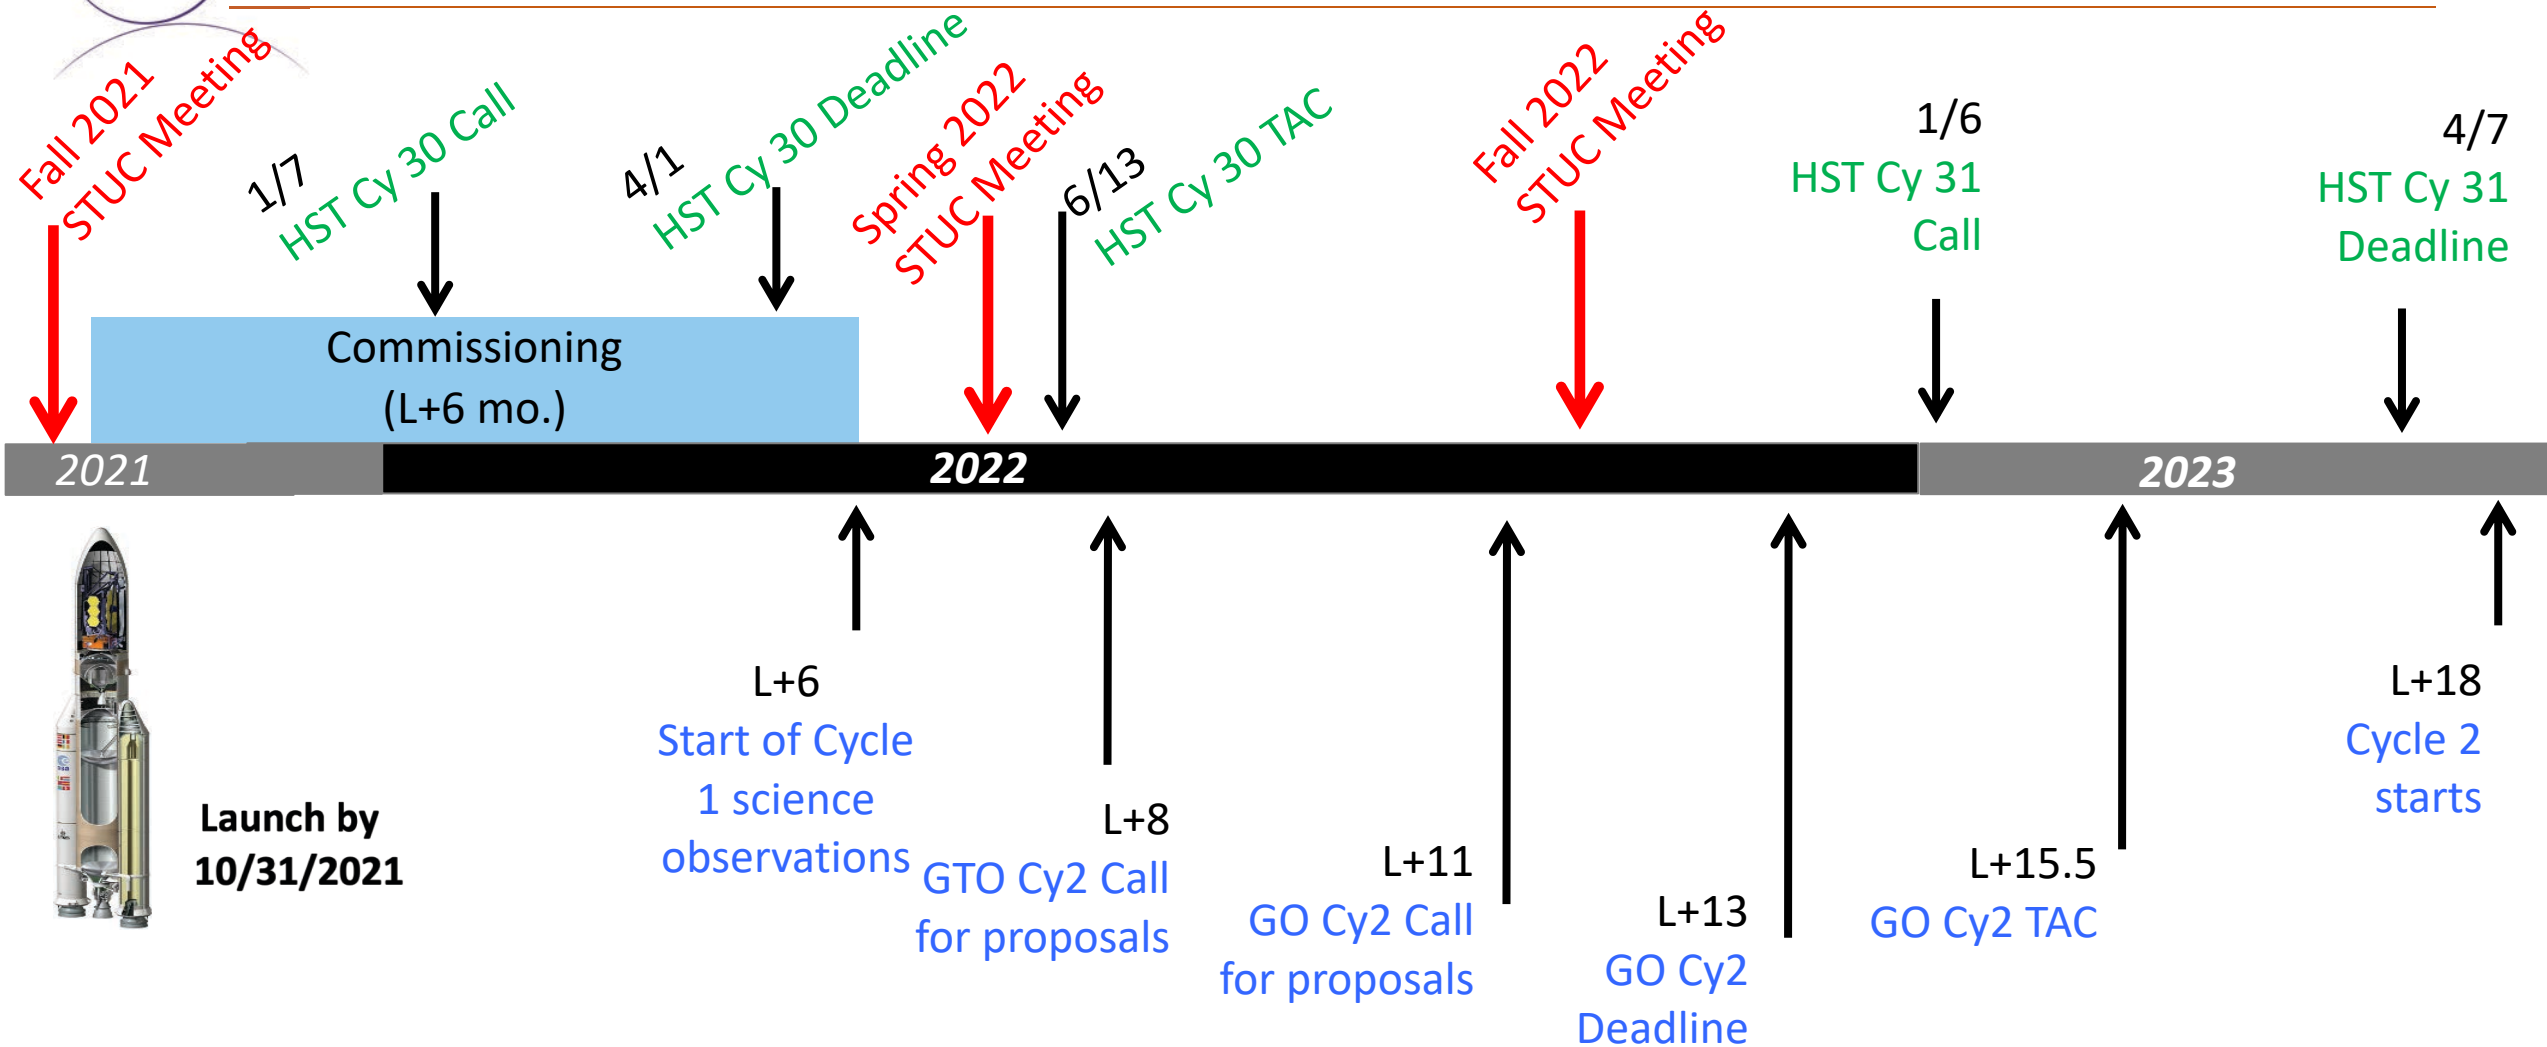 Fall 2021
STUC Meeting
1/7
HST Cy 30 Call
4/1
HST Cy 30 Deadline
Spring 2022
STUC Meeting
6/13
HST Cy 30 TAC
Fall 2022
STUC Meeting
1/6
HST Cy 31
Call
4/7
HST Cy 31
Deadline
Commissioning
(L+6 mo.)
2021
2022
2023
Launch by
10/31/2021
L+6
Start of Cycle
1 science
observations
L+8
GTO Cy2 Call
for proposals
L+11
GO Cy2 Call
for proposals
L+13
GO Cy2
Deadline
L+15.5
GO Cy2 TAC
L+18
Cycle 2
starts